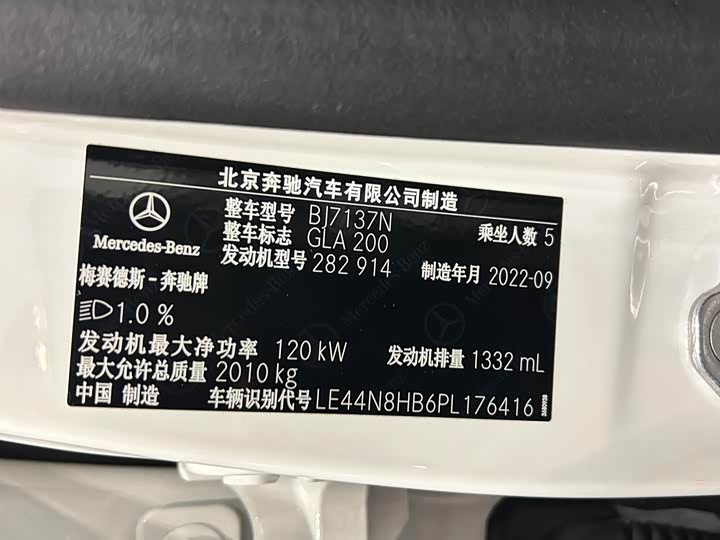 北京奔驰汽车有限公司制造
Mercedes-Benz
整车型号 BJ7137N
整车标志 GLA 200
乘坐人数 5
发动机型号 282 914
制造年月 2022-09
梅赛德斯-奔驰牌
1.0 %
发动机最大净功率 120 kW
发动机排量 1332 mL
最大允许总质量 2010 kg
中国 制造
车辆识别代号 LE44N8HB6PL176416